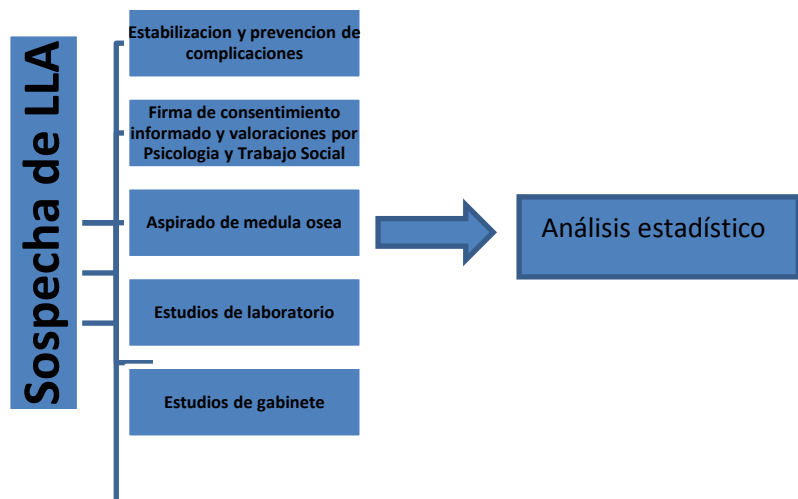 Sospecha de LLA
Estabilizacion y prevencion de
complicaciones
Firma de consentimiento
informado y valoraciones por
Psicologia y Trabajo Social
Aspirado de medula osea
Estudios de laboratorio
Estudios de gabinete
Análisis estadístico